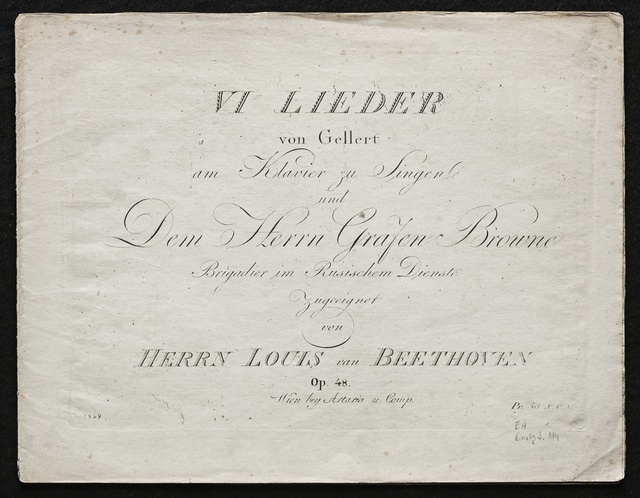 VI LIEDER
von Gellert
am Klavier zu Singen
und
Dem Herrn Grafen Browne
Brigadier im Rusischem Dienste
zugeeignet
von
HERRN LOUIS van BEETHOVEN
Op. 48.
Wien bey Artaria u Comp.